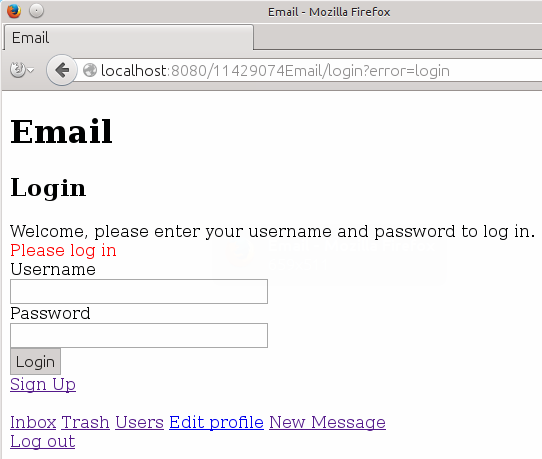 Email - Mozilla Firefox
Email
localhost:8080/11429074Email/login?error=login
Email
Login
Welcome, please enter your username and password to log in.
Please log in
Username
Password
Login
Sign Up
Inbox Trash Users Edit profile New Message
Log out